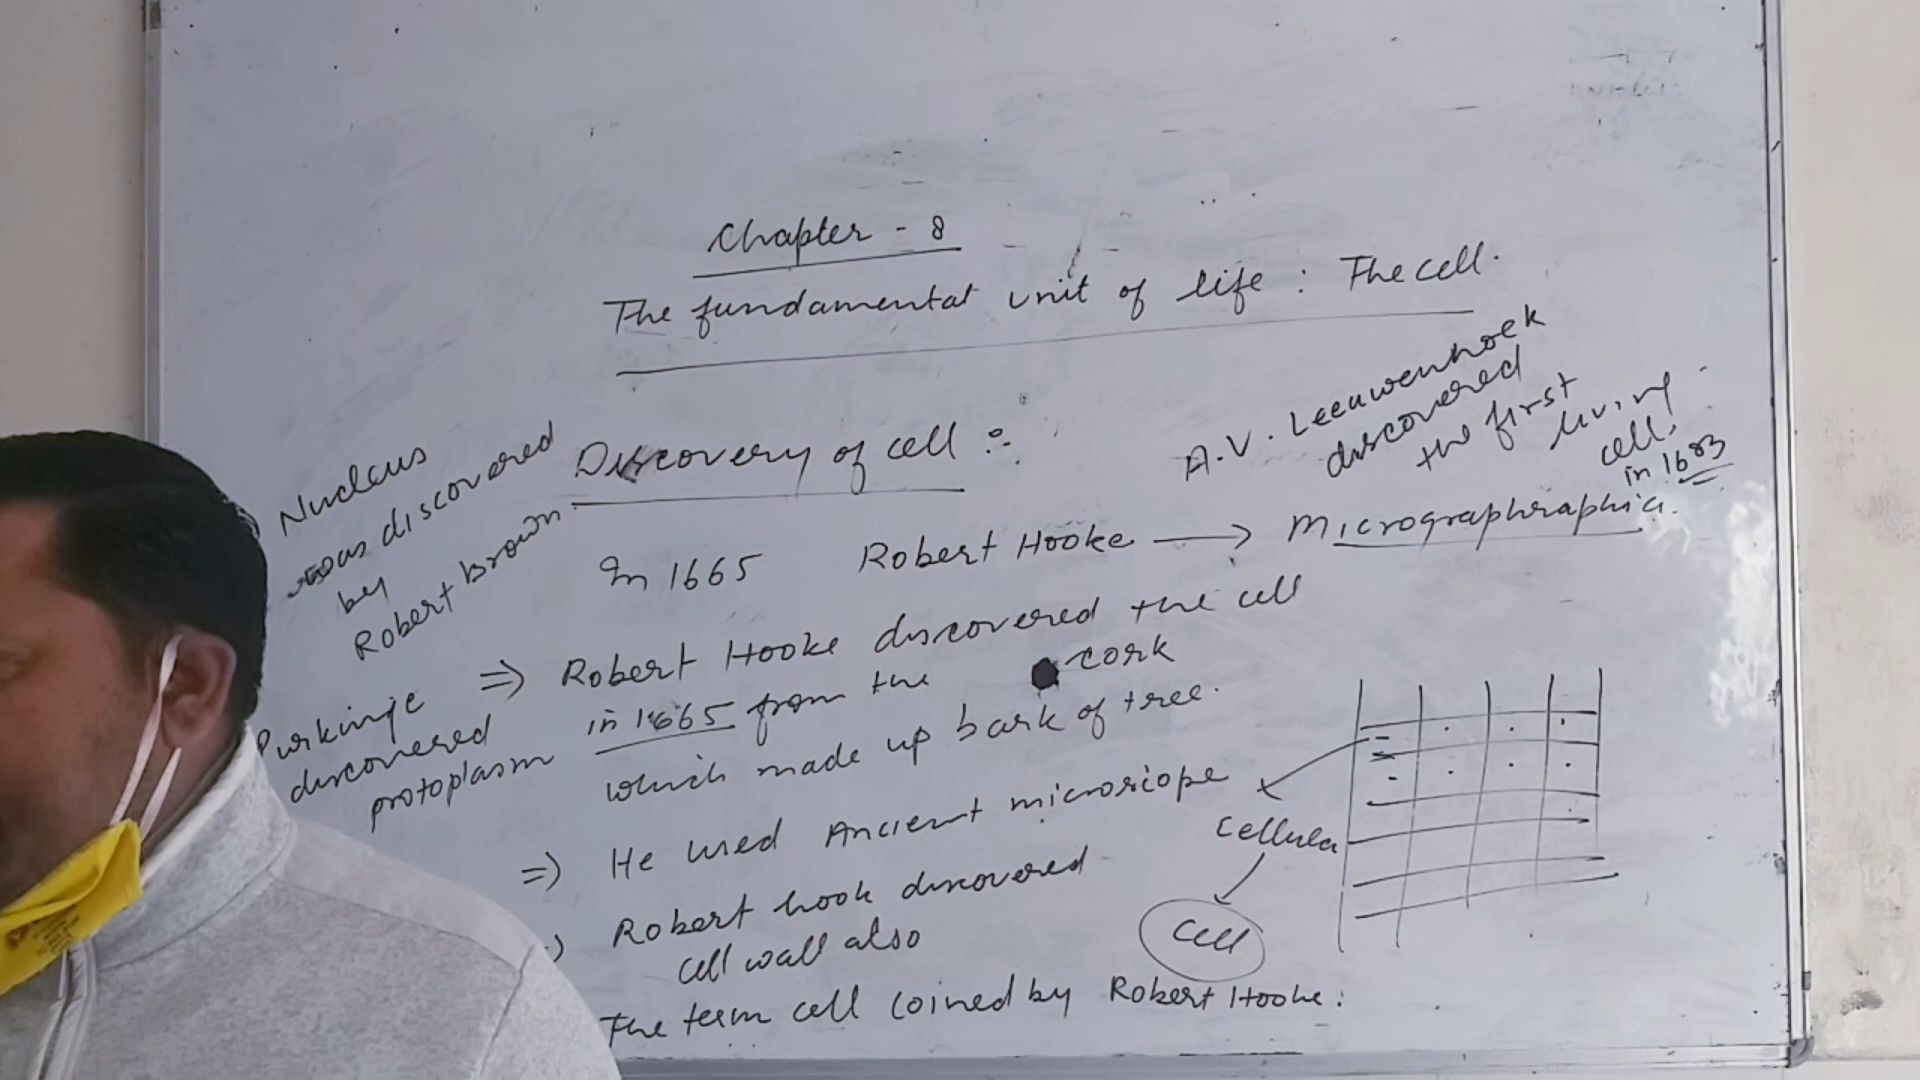 Chapter - 8
The fundamental unit of life : The cell.
Discovery of cell :-
In 1665 Robert Hooke → Micrographraphia.
A.V. Leeuwenhoek
discovered
the first
living
cell,
in 1683
Nucleus
was discovered
by
Robert Brown.
Purkinje
discovered
protoplasm
⇒ Robert Hooke discovered the cell
in 1665 from the cork
which made up bark of tree.
⇒ He used Ancient microsiope
Robert hook discovered
cell wall also
The term cell coined by Robert Hooke.
Cellula
Cell